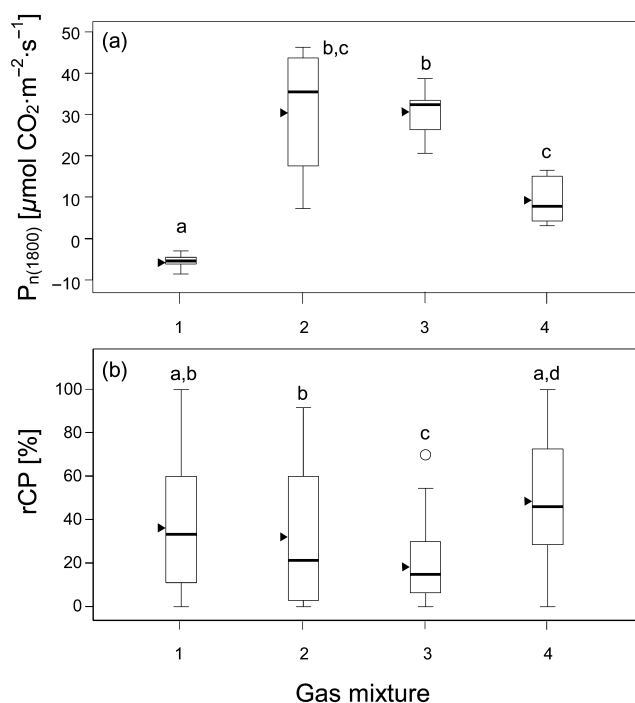 (a)
P n(1800) [µmol CO₂·m⁻²·s⁻¹]
50
40
30
20
10
0
−10
a
b,c
b
c
1 2 3 4
(b)
rCP [%]
100
80
60
40
20
0
a,b
b
c
a,d
1 2 3 4
Gas mixture